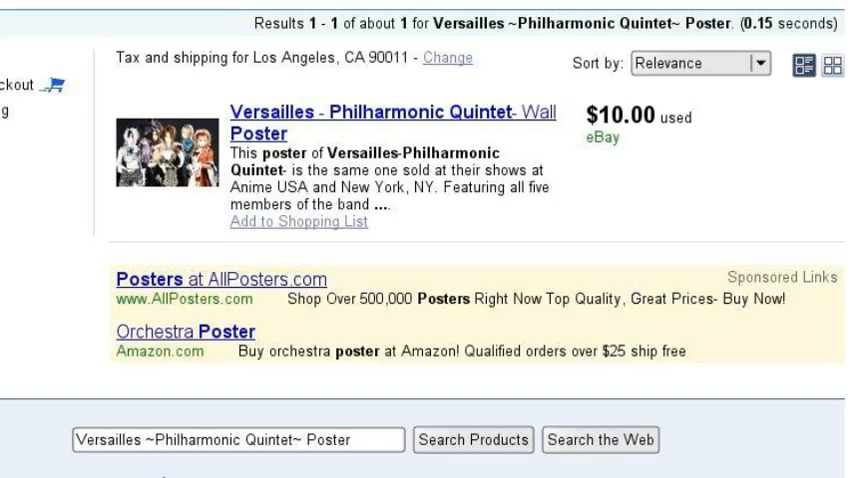 Results 1 - 1 of about 1 for Versailles ~Philharmonic Quintet~ Poster. (0.15 seconds)
ckout
g
Tax and shipping for Los Angeles, CA 90011 - Change
Sort by: Relevance
Versailles - Philharmonic Quintet- Wall
Poster
$10.00 used
eBay
This poster of Versailles-Philharmonic
Quintet- is the same one sold at their shows at
Anime USA and New York, NY. Featuring all five
members of the band ....
Add to Shopping List
Posters at AllPosters.com
Sponsored Links
www.AllPosters.com Shop Over 500,000 Posters Right Now Top Quality, Great Prices- Buy Now!
Orchestra Poster
Amazon.com Buy orchestra poster at Amazon! Qualified orders over $25 ship free
Versailles ~Philharmonic Quintet~ Poster Search Products Search the Web